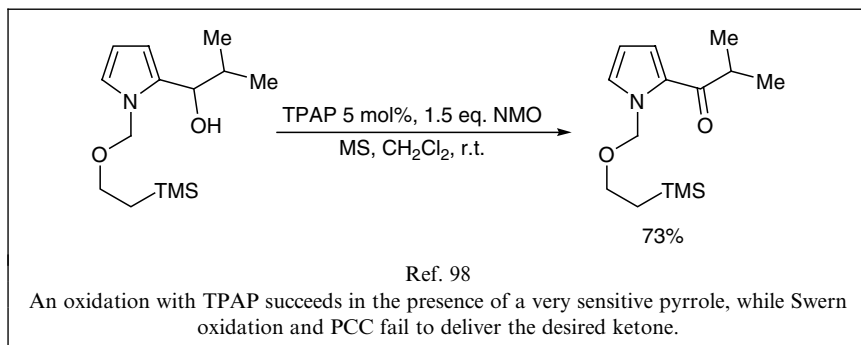 Me
Me
N
OH
O
TMS
TPAP 5 mol%, 1.5 eq. NMO
MS, CH₂Cl₂, r.t.
Me
Me
N
O
O
TMS
73%
Ref. 98
An oxidation with TPAP succeeds in the presence of a very sensitive pyrrole, while Swern
oxidation and PCC fail to deliver the desired ketone.